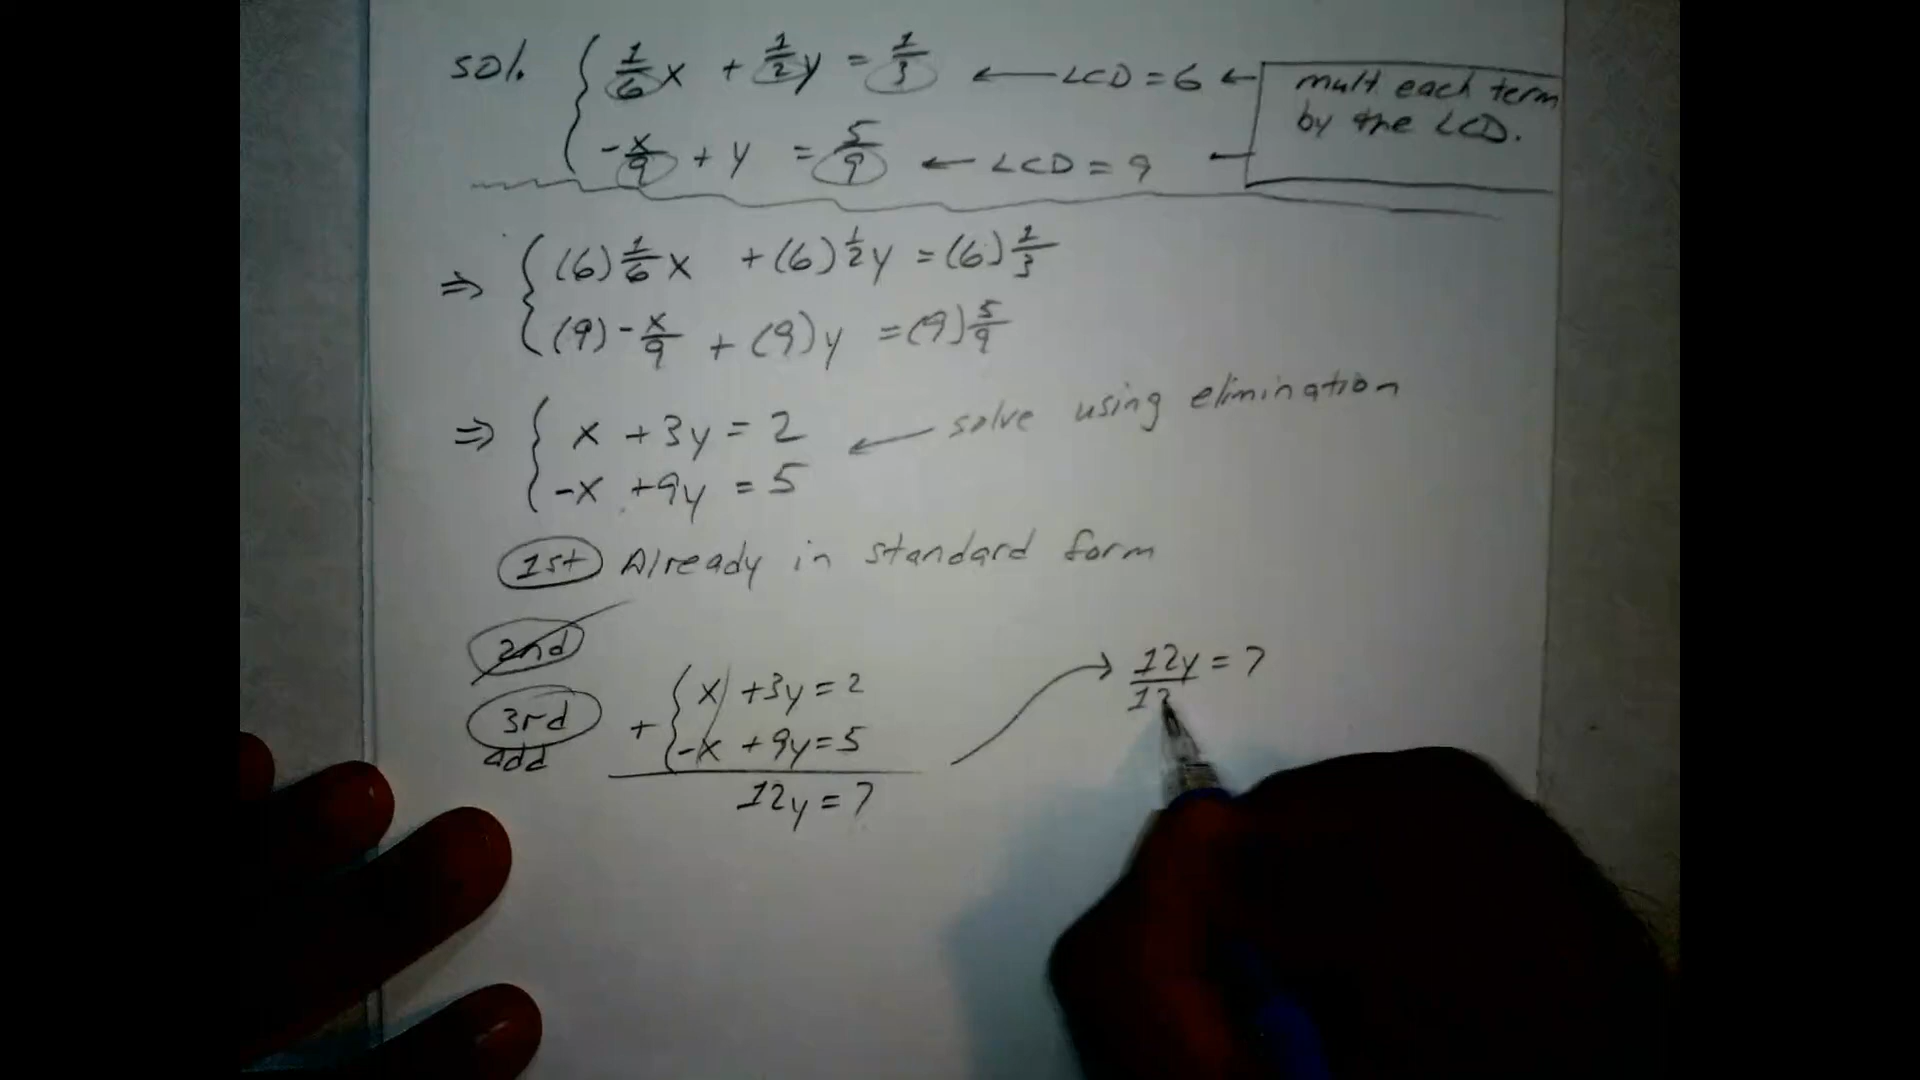 sol. { 1/6 x + 1/2 y = 1/3 ← LCD = 6 ← mult each term
by the LCD.
-x/9 + y = 5/9 ← LCD = 9 ←
⇒ { (6) 1/6 x + (6) 1/2 y = (6) 1/3
(9) - x/9 + (9) y = (9) 5/9
⇒ { x + 3y = 2 ← solve using elimination
-x + 9y = 5
1st Already in standard form
2nd
3rd
add
+ { x + 3y = 2
-x + 9y = 5
12y = 7
→ 12y = 7
12